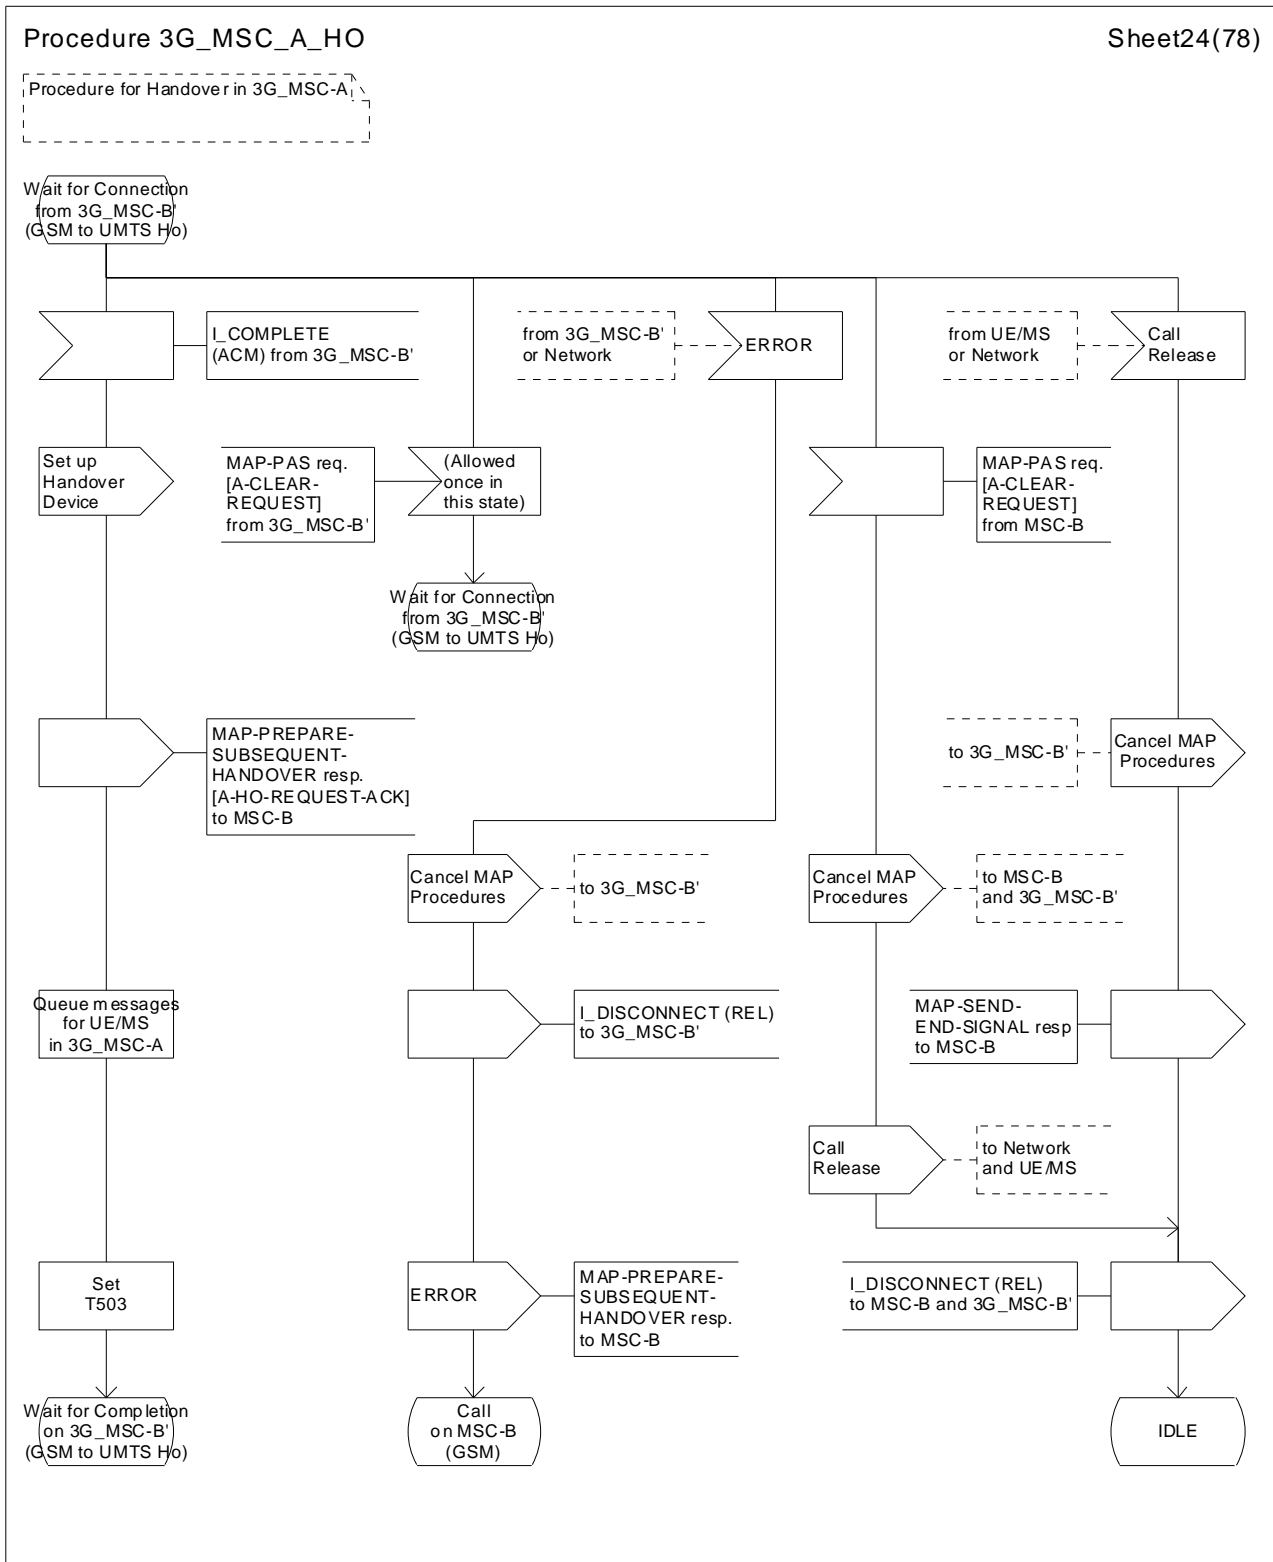 Procedure 3G_MSC_A_HO
Sheet24(78)
Procedure for Handover in 3G_MSC-A
Wait for Connection
from 3G_MSC-B'
(GSM to UMTS Ho)
I_COMPLETE
(ACM) from 3G_MSC-B'
from 3G_MSC-B'
or Network
ERROR
from UE/MS
or Network
Call
Release
Set up
Handover
Device
MAP-PAS req.
[A-CLEAR-
REQUEST]
from 3G_MSC-B'
(Allowed
once in
this state)
MAP-PAS req.
[A-CLEAR-
REQUEST]
from MSC-B
Wait for Connection
from 3G_MSC-B'
(GSM to UMTS Ho)
MAP-PREPARE-
SUBSEQUENT-
HANDOVER resp.
[A-HO-REQUEST-ACK]
to MSC-B
to 3G_MSC-B'
Cancel MAP
Procedures
Cancel MAP
Procedures
to 3G_MSC-B'
Cancel MAP
Procedures
to MSC-B
and 3G_MSC-B'
Queue messages
for UE/MS
in 3G_MSC-A
I_DISCONNECT (REL)
to 3G_MSC-B'
MAP-SEND-
END-SIGNAL resp
to MSC-B
Call
Release
to Network
and UE/MS
Set
T503
ERROR
MAP-PREPARE-
SUBSEQUENT-
HANDOVER resp.
to MSC-B
I_DISCONNECT (REL)
to MSC-B and 3G_MSC-B'
Wait for Completion
on 3G_MSC-B'
(GSM to UMTS Ho)
Call
on MSC-B
(GSM)
IDLE